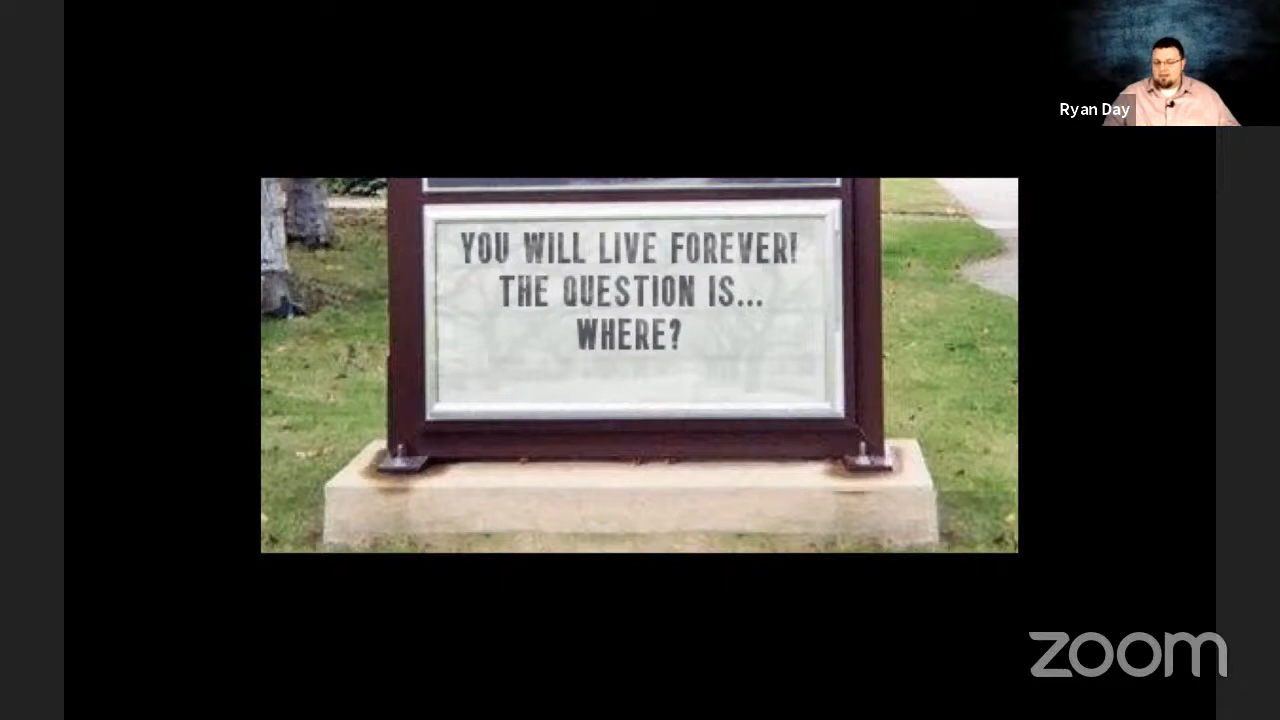 Ryan Day
YOU WILL LIVE FOREVER!
THE QUESTION IS...
WHERE?
zoom